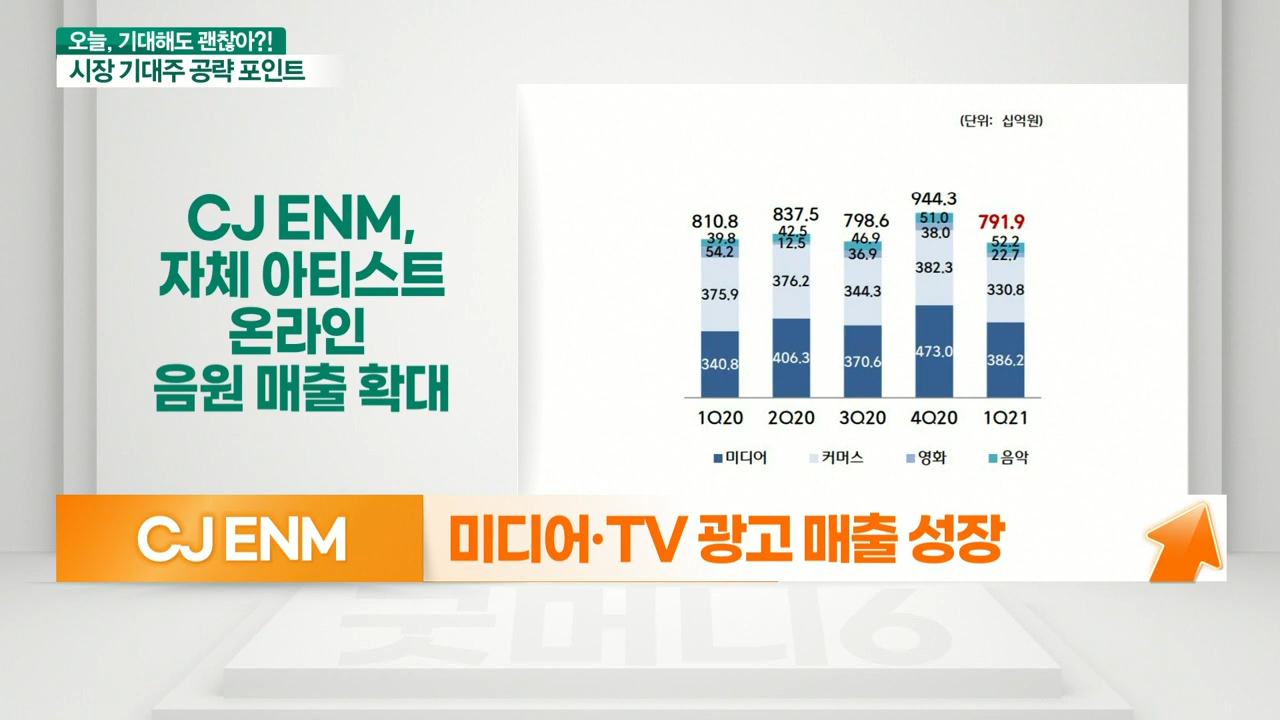 오늘, 기대해도 괜찮아?!
시장 기대주 공략 포인트
CJ ENM,
자체 아티스트
온라인
음원 매출 확대
(단위: 십억원)
810.8 837.5 798.6 944.3 791.9
39.8 42.5 46.9 51.0 52.2
54.2 12.5 36.9 38.0 22.7
375.9 376.2 344.3 382.3 330.8
340.8 406.3 370.6 473.0 386.2
1Q20 2Q20 3Q20 4Q20 1Q21
미디어 커머스 영화 음악
CJ ENM
미디어·TV 광고 매출 성장
굿머니6